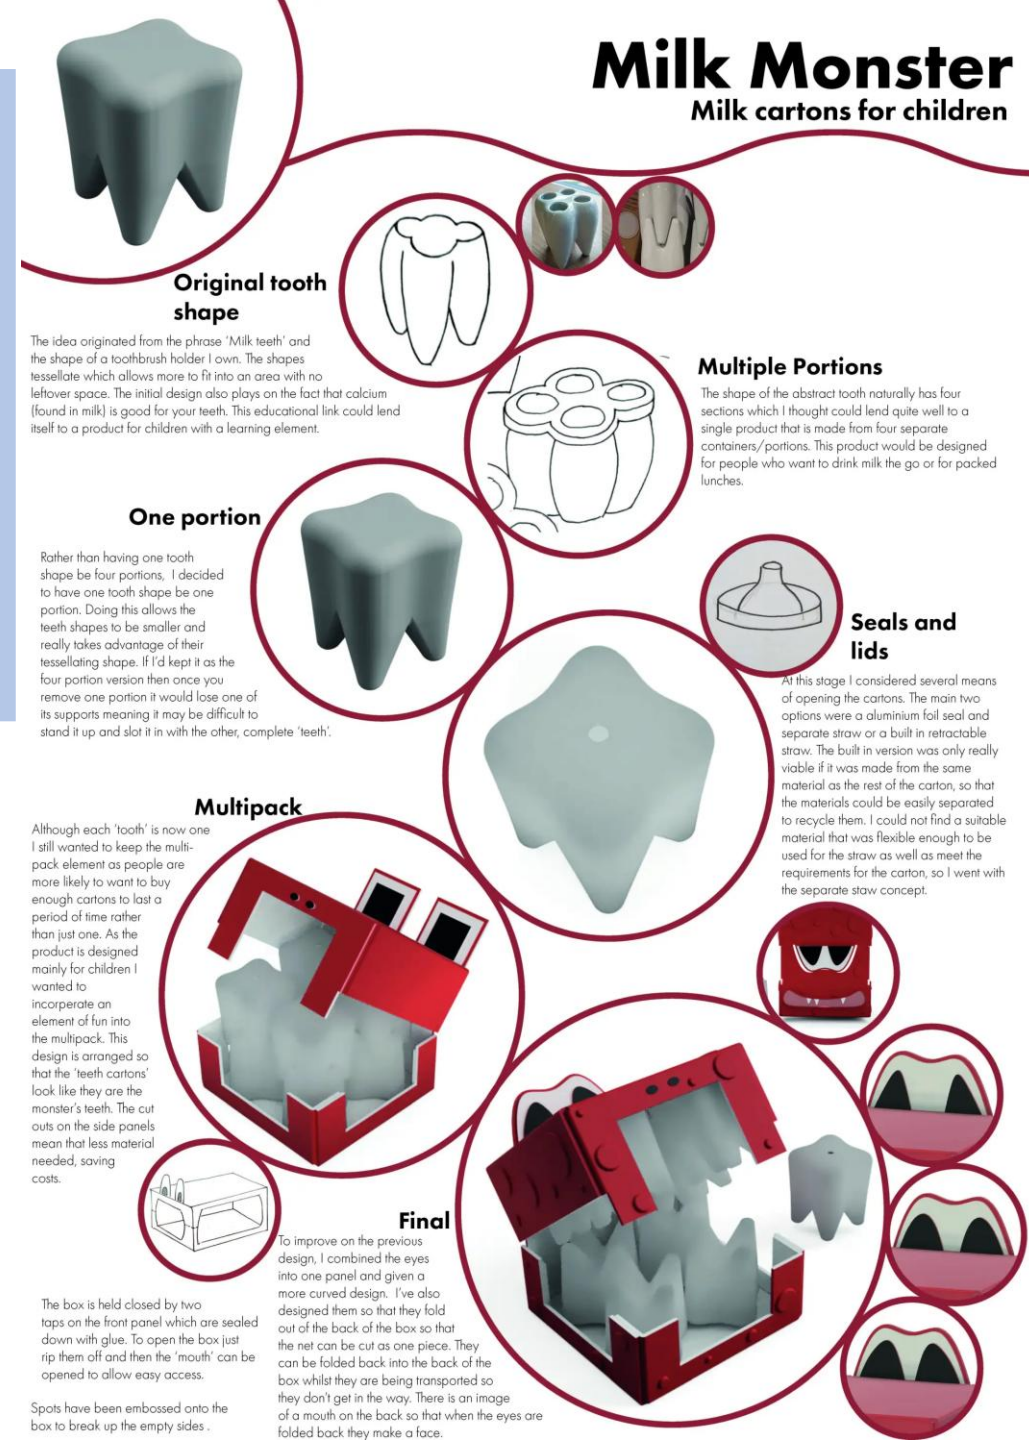 Milk Monster
Milk cartons for children
Original tooth
shape
The idea originated from the phrase 'Milk teeth' and
the shape of a toothbrush holder I own. The shapes
tessellate which allows more to fit into an area with no
leftover space. The initial design also plays on the fact that calcium
(found in milk) is good for your teeth. This educational link could lend
itself to a product for children with a learning element.
Multiple Portions
The shape of the abstract tooth naturally has four
sections which I thought could lend quite well to a
single product that is made from four separate
containers/portions. This product would be designed
for people who want to drink milk the go or for packed
lunches.
One portion
Rather than having one tooth
shape be four portions, I decided
to have one tooth shape be one
portion. Doing this allows the
teeth shapes to be smaller and
really takes advantage of their
tessellating shape. If I'd kept it as the
four portion version then once you
remove one portion it would lose one of
its supports meaning it may be difficult to
stand it up and slot it in with the other, complete 'teeth'.
Seals and
lids
At this stage I considered several means
of opening the cartons. The main two
options were a aluminium foil seal and
separate straw or a built in retractable
straw. The built in version was only really
viable if it was made from the same
material as the rest of the carton, so that
the materials could be easily separated
to recycle them. I could not find a suitable
material that was flexible enough to be
used for the straw as well as meet the
requirements for the carton, so I went with
the separate staw concept.
Multipack
Although each 'tooth' is now one
I still wanted to keep the multi-
pack element as people are
more likely to want to buy
enough cartons to last a
period of time rather
than just one. As the
product is designed
mainly for children I
wanted to
incorperate an
element of fun into
the multipack. This
design is arranged so
that the 'teeth cartons'
look like they are the
monster's teeth. The cut
outs on the side panels
mean that less material
needed, saving
costs.
The box is held closed by two
taps on the front panel which are sealed
down with glue. To open the box just
rip them off and then the 'mouth' can be
opened to allow easy access.
Spots have been embossed onto the
box to break up the empty sides .
Final
To improve on the previous
design, I combined the eyes
into one panel and given a
more curved design. I've also
designed them so that they fold
out of the back of the box so that
the net can be cut as one piece. They
can be folded back into the back of the
box whilst they are being transported so
they don't get in the way. There is an image
of a mouth on the back so that when the eyes are
folded back they make a face.